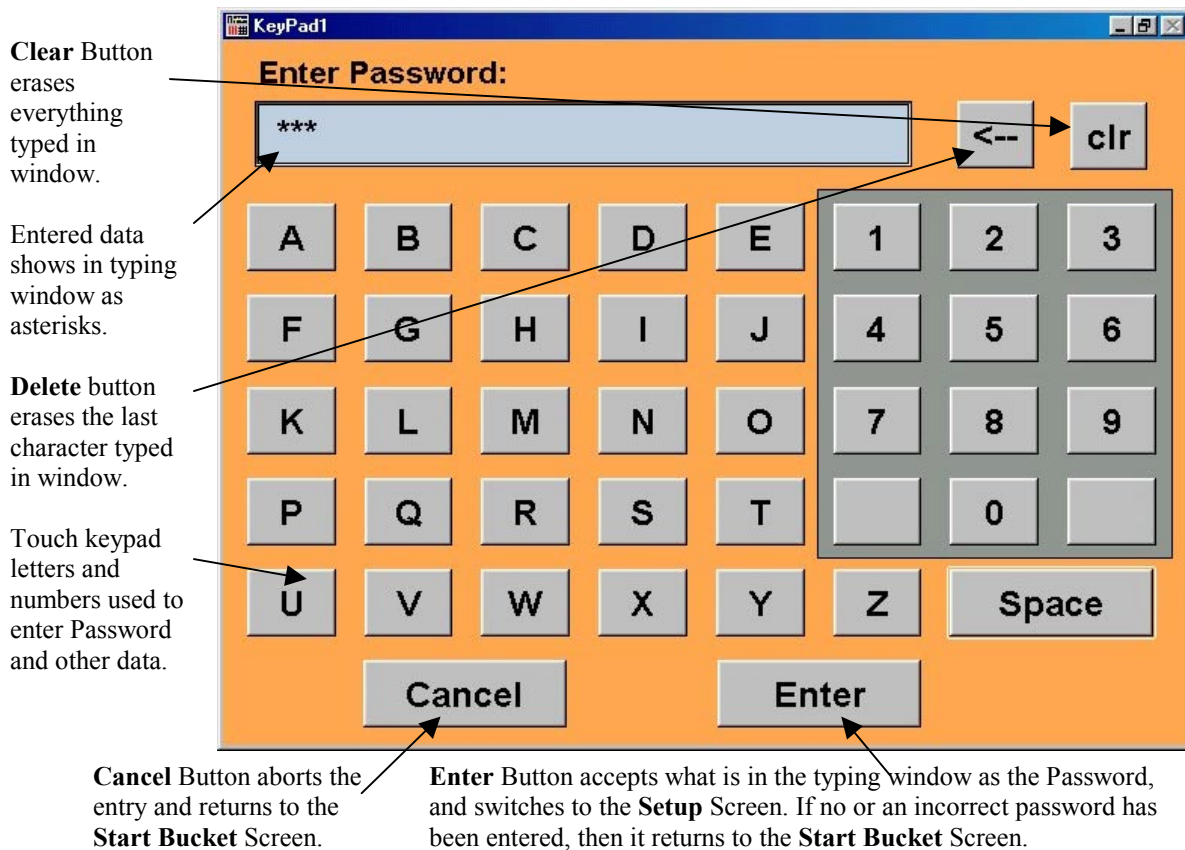 KeyPad1
Clear Button
erases
everything
typed in
window.
Enter Password:
***
<--
clr
Entered data
shows in typing
window as
asterisks.
Delete button
erases the last
character typed
in window.
Touch keypad
letters and
numbers used to
enter Password
and other data.
A B C D E 1 2 3
F G H I J 4 5 6
K L M N O 7 8 9
P Q R S T 0
U V W X Y Z Space
Cancel Enter
Cancel Button aborts the
entry and returns to the
Start Bucket Screen.
Enter Button accepts what is in the typing window as the Password,
and switches to the Setup Screen. If no or an incorrect password has
been entered, then it returns to the Start Bucket Screen.